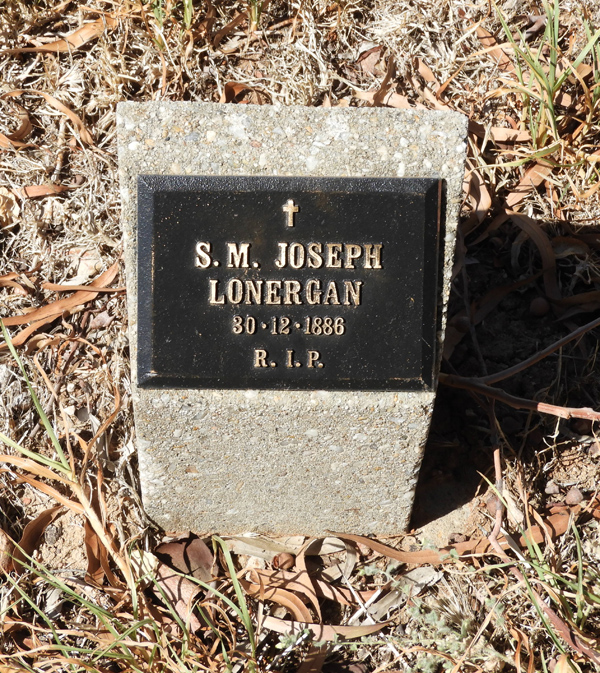 S. M. JOSEPH
LONERGAN
30·12·1886
R. I. P.